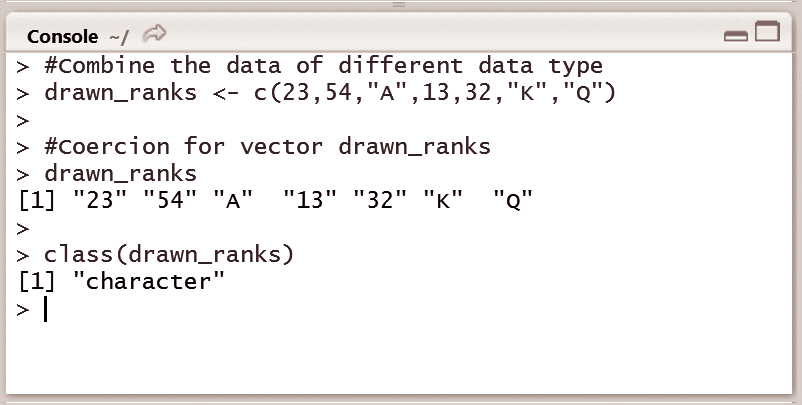 Console ~/
> #Combine the data of different data type
> drawn_ranks <- c(23,54,"A",13,32,"K","Q")
>
> #Coercion for vector drawn_ranks
> drawn_ranks
[1] "23" "54" "A"  "13" "32" "K"  "Q"
>
> class(drawn_ranks)
[1] "character"
>